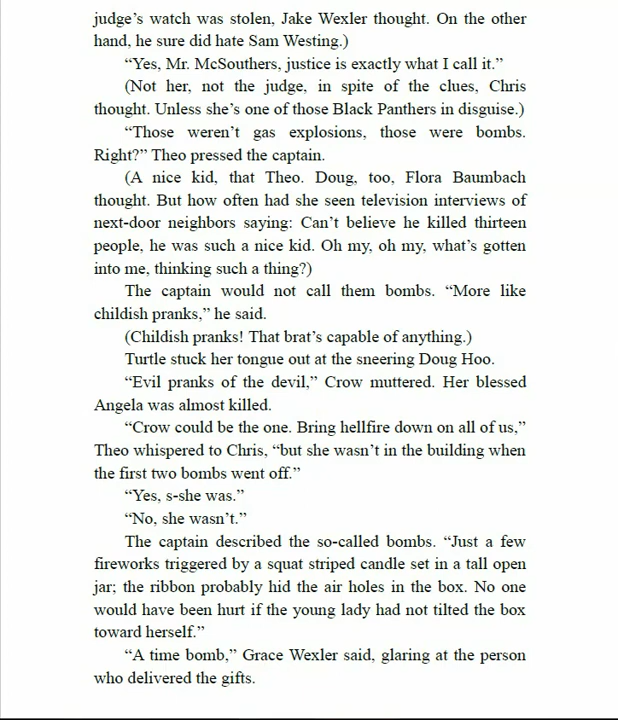 judge’s watch was stolen, Jake Wexler thought. On the other
hand, he sure did hate Sam Westing.)
“Yes, Mr. McSouthers, justice is exactly what I call it.”
(Not her, not the judge, in spite of the clues, Chris
thought. Unless she’s one of those Black Panthers in disguise.)
“Those weren’t gas explosions, those were bombs.
Right?” Theo pressed the captain.
(A nice kid, that Theo. Doug, too, Flora Baumbach
thought. But how often had she seen television interviews of
next-door neighbors saying: Can’t believe he killed thirteen
people, he was such a nice kid. Oh my, oh my, what’s gotten
into me, thinking such a thing?)
The captain would not call them bombs. “More like
childish pranks,” he said.
(Childish pranks! That brat’s capable of anything.)
Turtle stuck her tongue out at the sneering Doug Hoo.
“Evil pranks of the devil,” Crow muttered. Her blessed
Angela was almost killed.
“Crow could be the one. Bring hellfire down on all of us,”
Theo whispered to Chris, “but she wasn’t in the building when
the first two bombs went off.”
“Yes, s-she was.”
“No, she wasn’t.”
The captain described the so-called bombs. “Just a few
fireworks triggered by a squat striped candle set in a tall open
jar; the ribbon probably hid the air holes in the box. No one
would have been hurt if the young lady had not tilted the box
toward herself.”
“A time bomb,” Grace Wexler said, glaring at the person
who delivered the gifts.